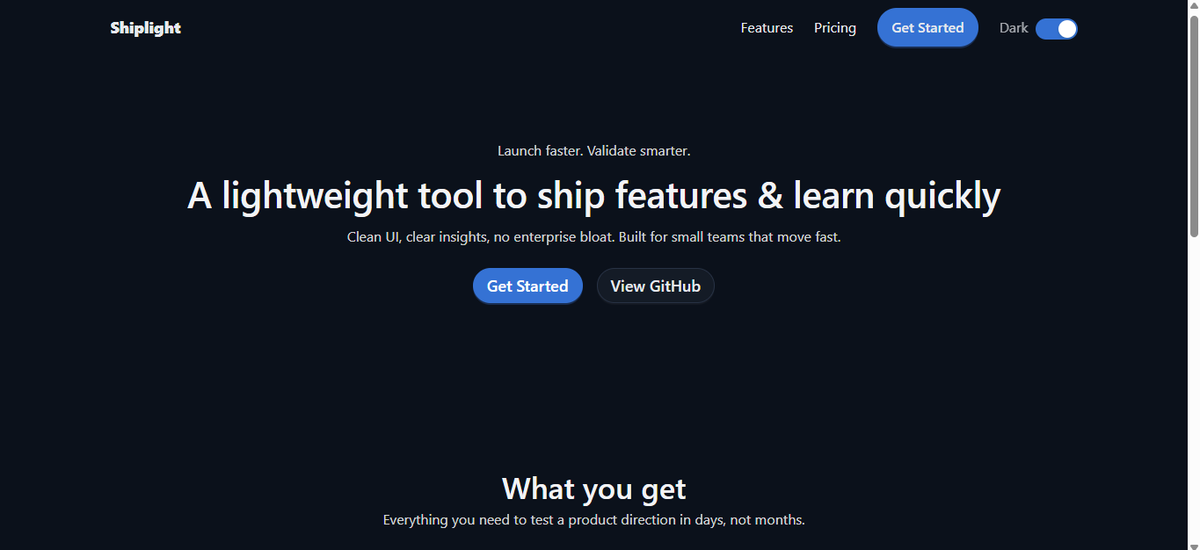 Shiplight
Features
Pricing
Get Started
Dark
Launch faster. Validate smarter.
A lightweight tool to ship features & learn quickly
Clean UI, clear insights, no enterprise bloat. Built for small teams that move fast.
Get Started
View GitHub
What you get
Everything you need to test a product direction in days, not months.